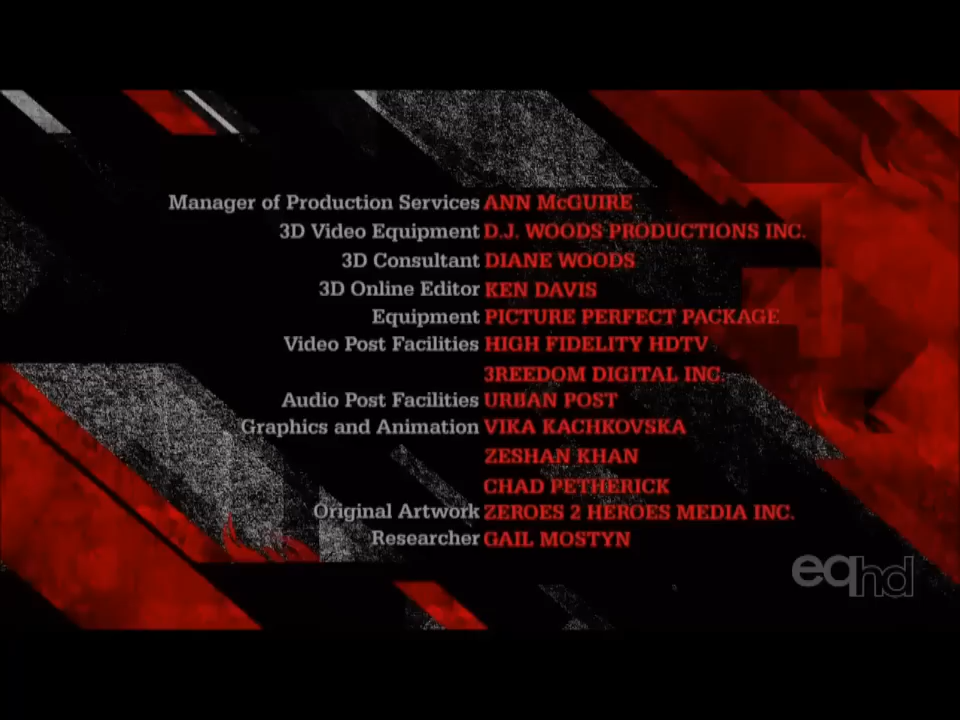 Manager of Production Services ANN McGUIRE
3D Video Equipment D.J. WOODS PRODUCTIONS INC.
3D Consultant DIANE WOODS
3D Online Editor KEN DAVIS
Equipment PICTURE PERFECT PACKAGE
Video Post Facilities HIGH FIDELITY HDTV
3REEDOM DIGITAL INC.
Audio Post Facilities URBAN POST
Graphics and Animation VIKA KACHKOVSKA
ZESHAN KHAN
CHAD PETHERICK
Original Artwork ZEROES 2 HEROES MEDIA INC.
Researcher GAIL MOSTYN
eqhd